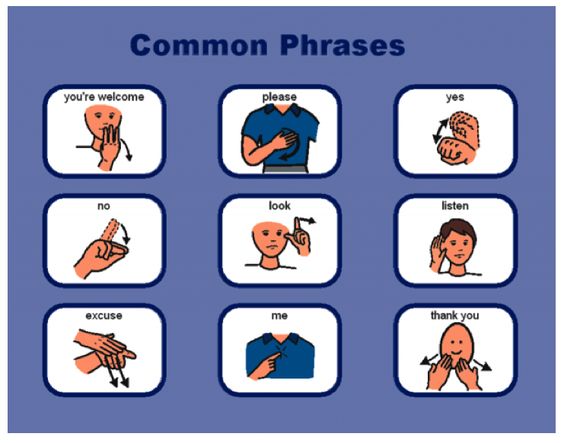 Common Phrases
you're welcome
please
yes
no
look
listen
excuse
me
thank you